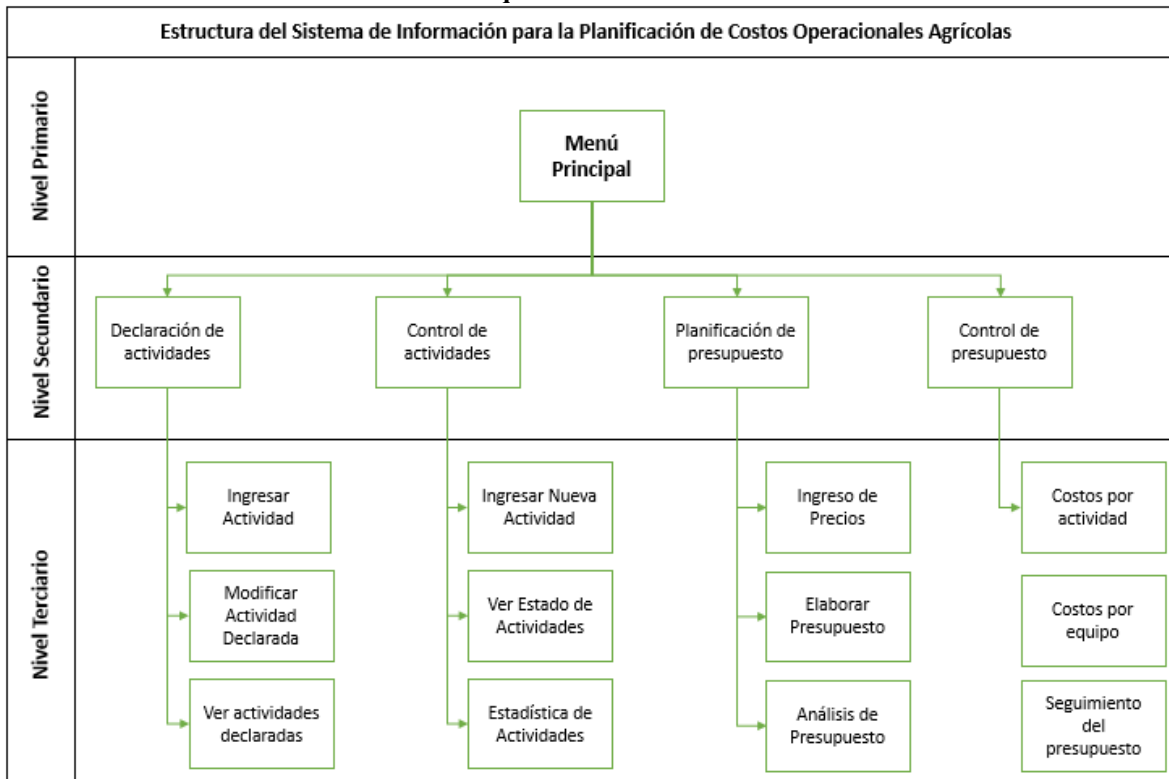 Estructura del Sistema de Información para la Planificación de Costos Operacionales Agrícolas
Nivel Primario
Menú
Principal
Nivel Secundario
Declaración de
actividades
Control de
actividades
Planificación de
presupuesto
Control de
presupuesto
Nivel Terciario
Ingresar
Actividad
Ingresar Nueva
Actividad
Ingreso de
Precios
Costos por
actividad
Modificar
Actividad
Declarada
Ver Estado de
Actividades
Elaborar
Presupuesto
Costos por
equipo
Ver actividades
declaradas
Estadística de
Actividades
Análisis de
Presupuesto
Seguimiento
del
presupuesto